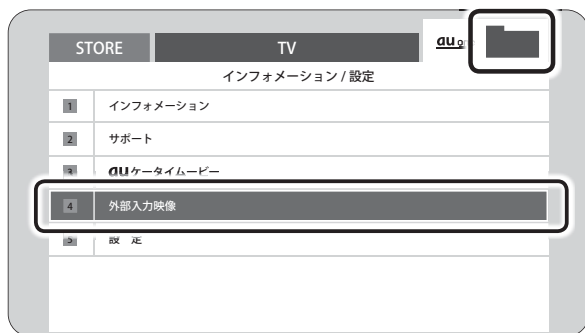 STORE
TV
au o
インフォメーション / 設定
1 インフォメーション
2 サポート
3 auケータイムービー
4 外部入力映像
5 設 定